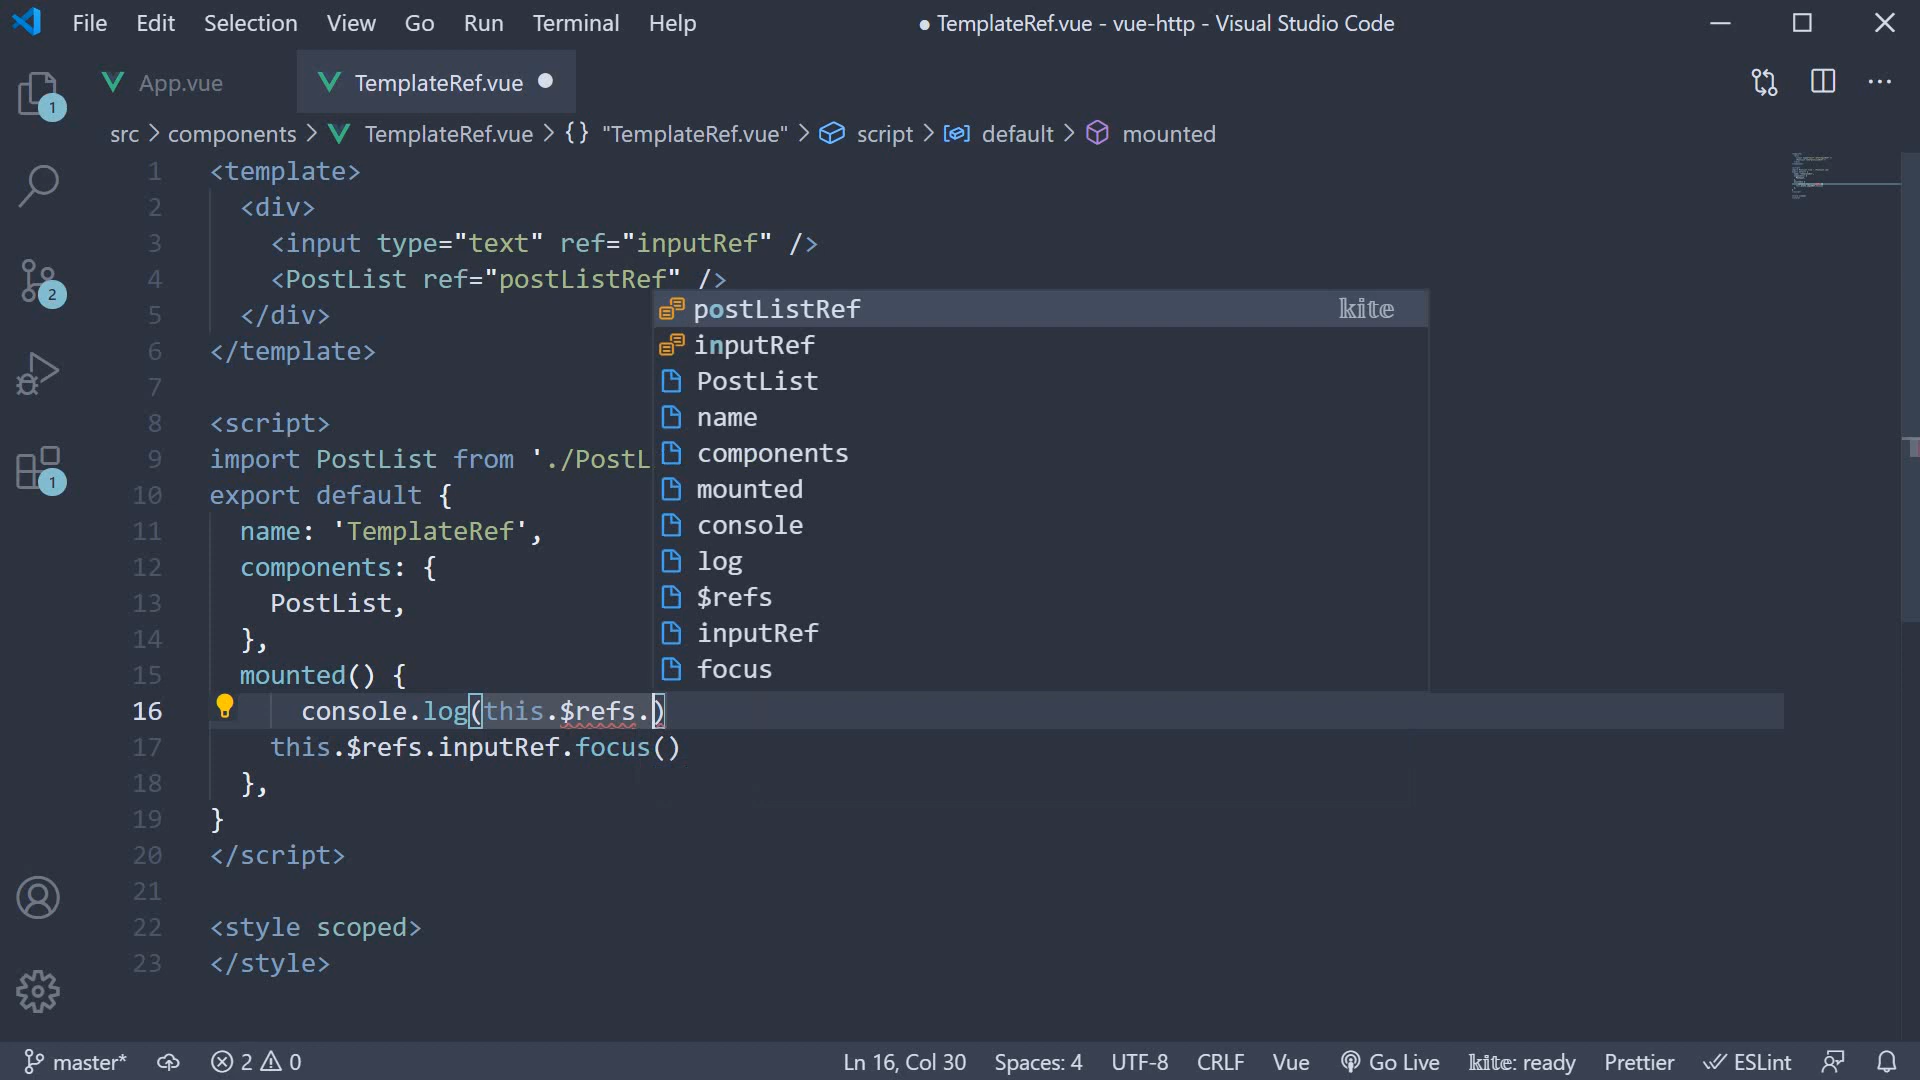 File Edit Selection View Go Run Terminal Help ● TemplateRef.vue - vue-http - Visual Studio Code
App.vue TemplateRef.vue
src > components > TemplateRef.vue > {} "TemplateRef.vue" > script > default > mounted
1 <template>
2 <div>
3 <input type="text" ref="inputRef" />
4 <PostList ref="postListRef" />
5 </div>
6 </template>
7
8 <script>
9 import PostList from './PostL
10 export default {
11 name: 'TemplateRef',
12 components: {
13 PostList,
14 },
15 mounted() {
16 console.log(this.$refs.)
17 this.$refs.inputRef.focus()
18 },
19 }
20 </script>
21
22 <style scoped>
23 </style>
postListRef kite
inputRef
PostList
name
components
mounted
console
log
$refs
inputRef
focus
1
2
1
master* 2 0 Ln 16, Col 30 Spaces: 4 UTF-8 CRLF Vue Go Live kite: ready Prettier ESLint